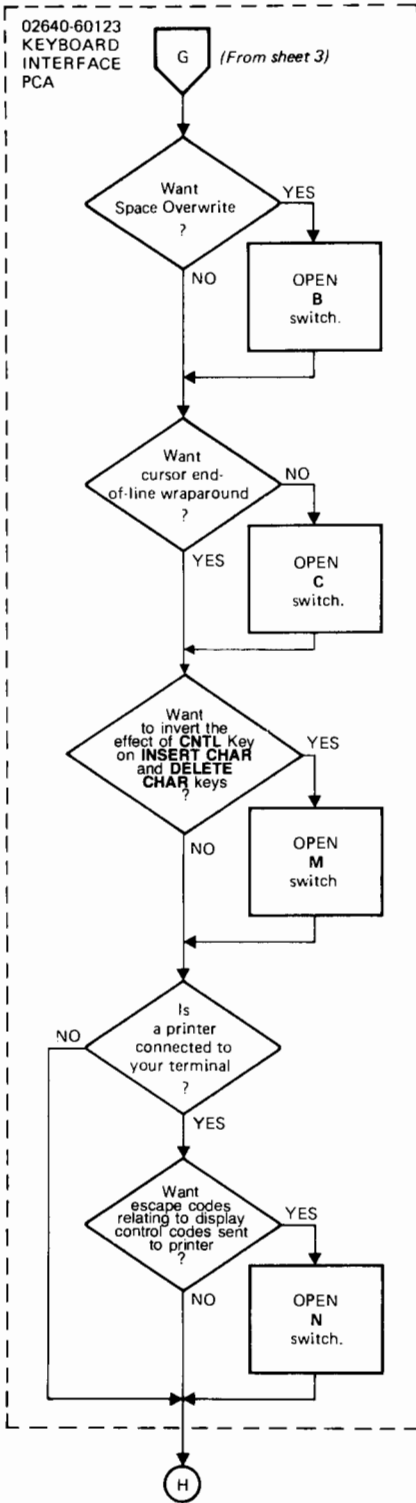 02640-60123
KEYBOARD
INTERFACE
PCA
G
(From sheet 3)
Want
Space Overwrite
?
YES
NO
OPEN
B
switch.
Want
cursor end-
of-line wraparound
?
NO
YES
OPEN
C
switch.
Want
to invert the
effect of CNTL Key
on INSERT CHAR
and DELETE
CHAR keys
?
YES
NO
OPEN
M
switch
Is
a printer
connected to
your terminal
?
NO
YES
Want
escape codes
relating to display
control codes sent
to printer
?
YES
NO
OPEN
N
switch.
H